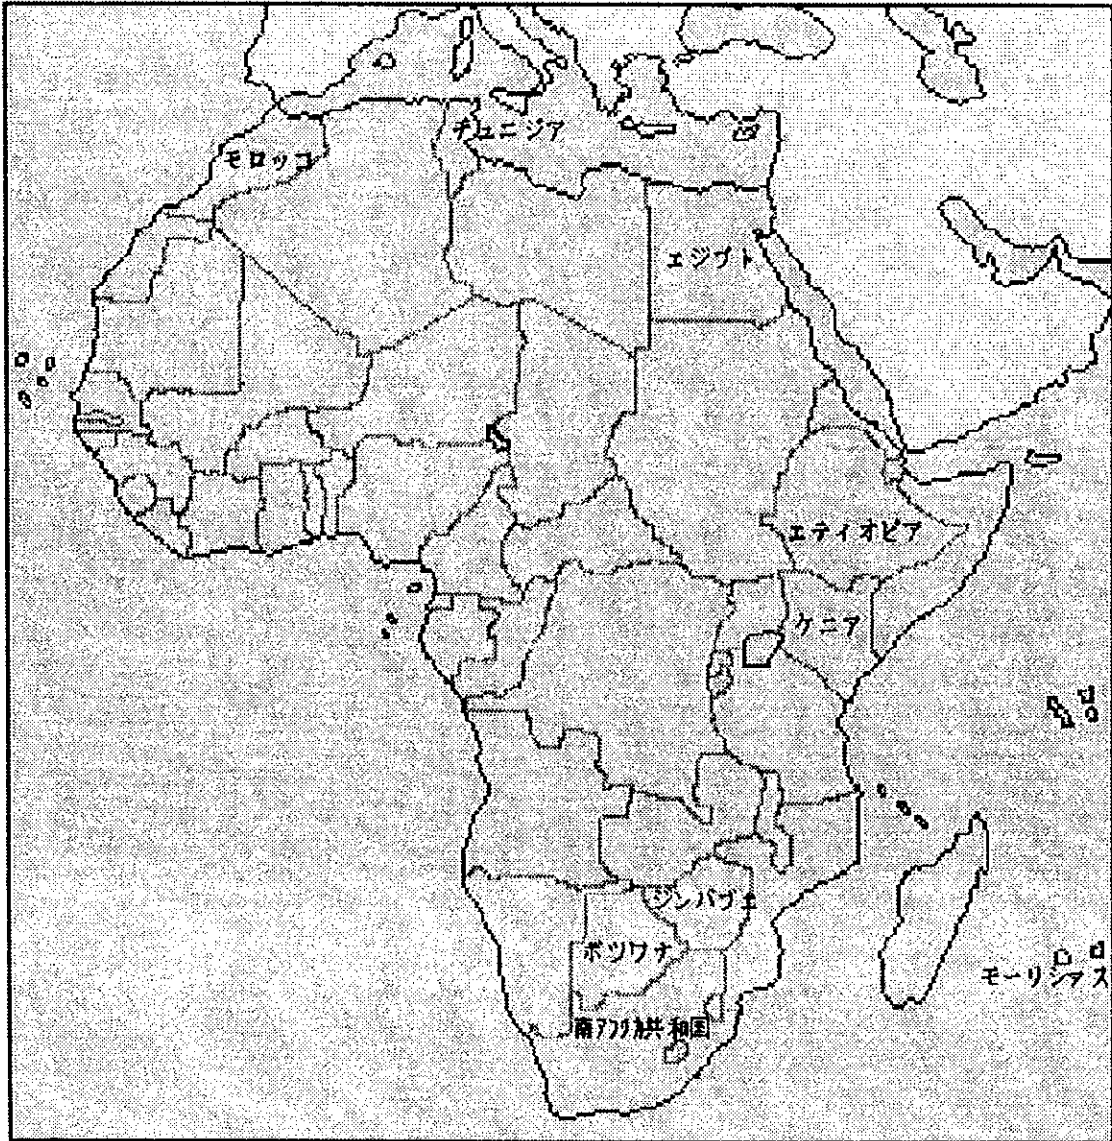 チュニジア
モロッコ
エジプト
エティオピア
ケニア
ジンバブエ
ボツワナ
モーリシァス
南アフリカ共和国